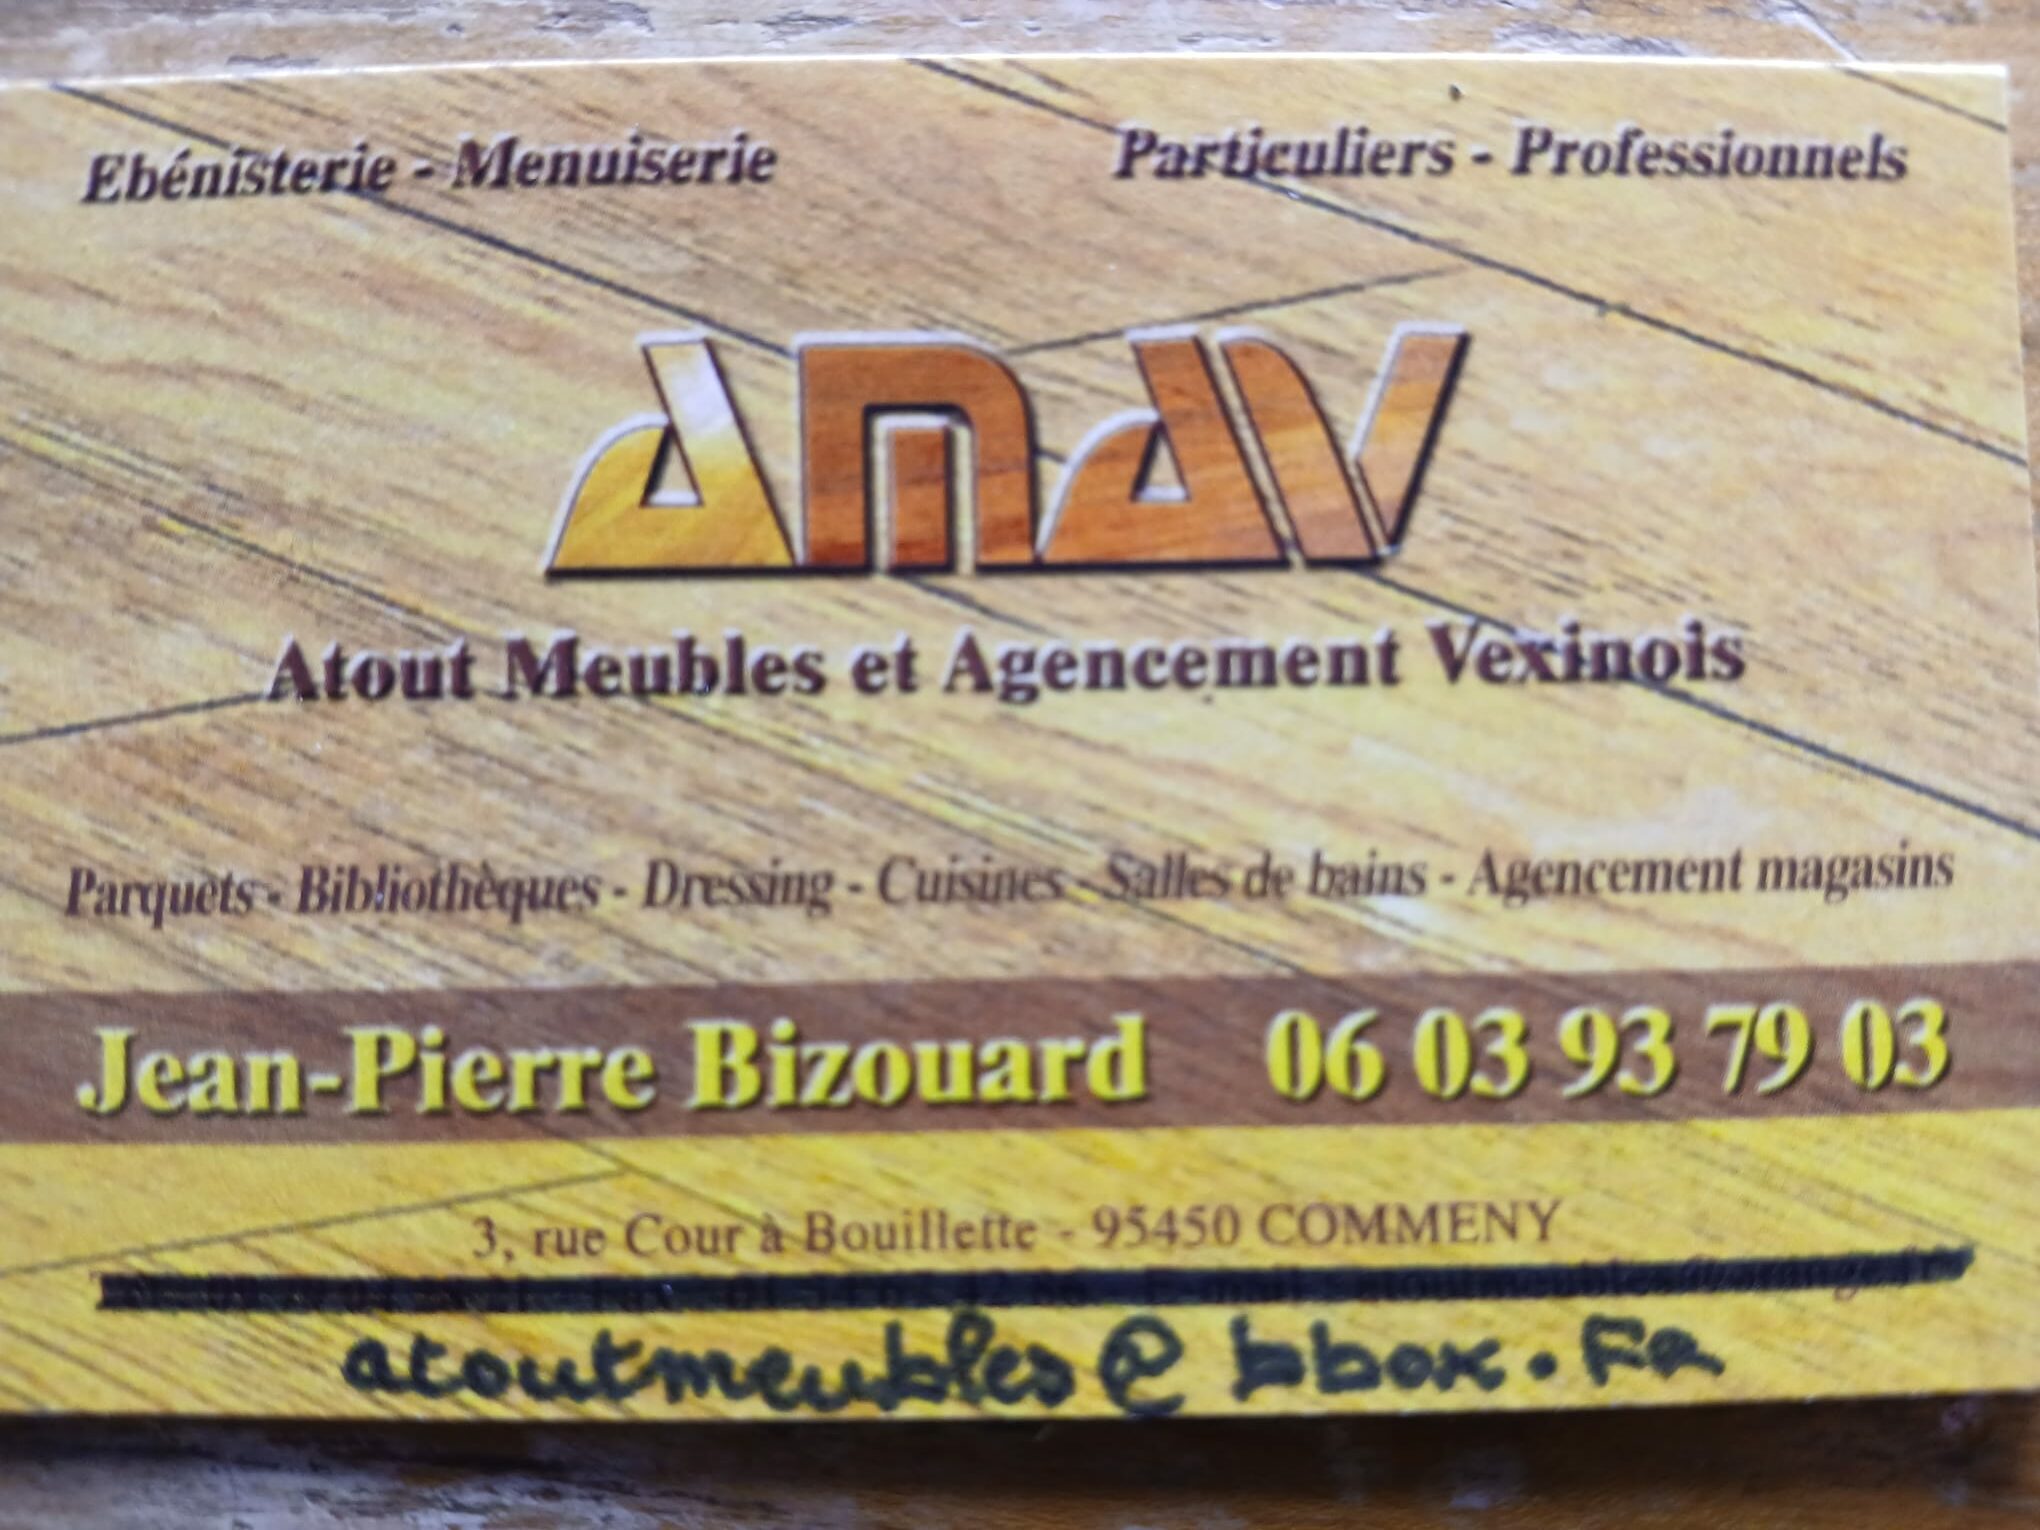 Ebénisterie - Menuiserie Particuliers - Professionnels
AMAV
Atout Meubles et Agencement Vexinois
Parquets - Bibliothèques - Dressing - Cuisines - Salles de bains - Agencement magasins
Jean-Pierre Bizouard 06 03 93 79 03
3, rue Cour à Bouillette - 95450 COMMENY
atoutmeubles@bbox.FR